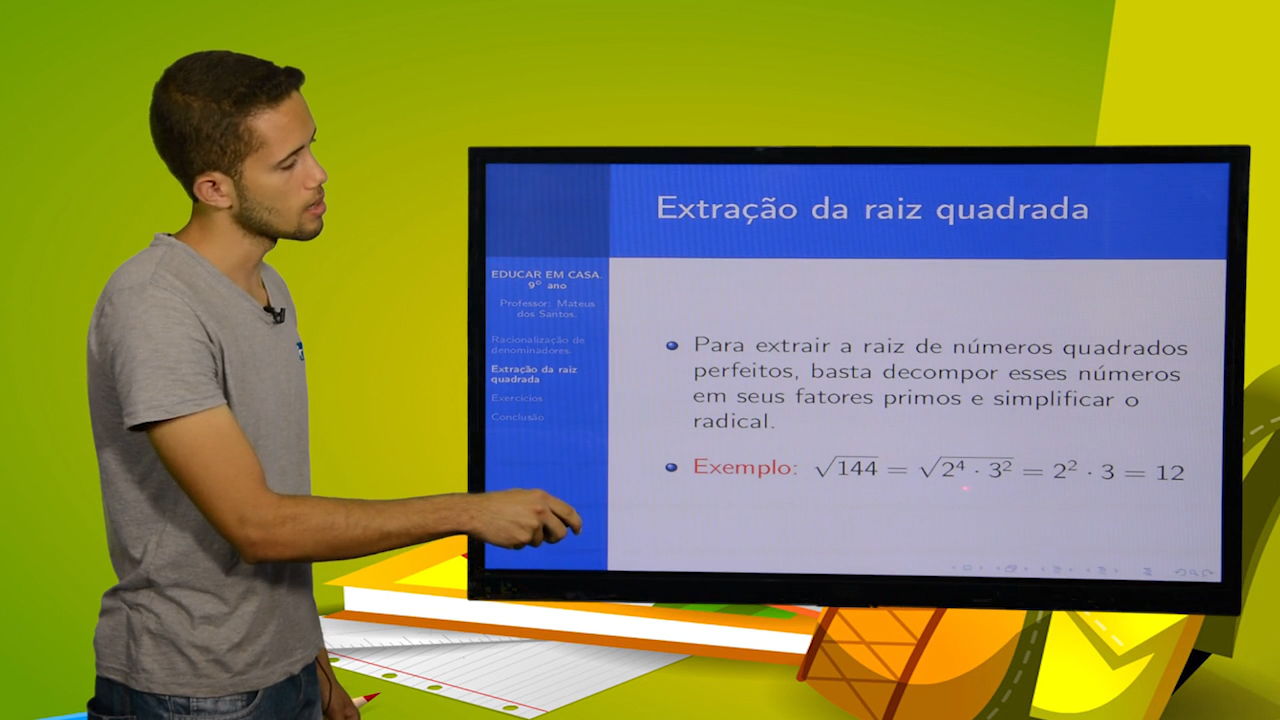 Extração da raiz quadrada
EDUCAR EM CASA.
9º ano
Professor: Mateus
dos Santos.
Racionalização de
denominadores.
Extração da raiz
quadrada
Exercícios
Conclusão
Para extrair a raiz de números quadrados
perfeitos, basta decompor esses números
em seus fatores primos e simplificar o
radical.
Exemplo: √144 = √2⁴ · 3² = 2² · 3 = 12